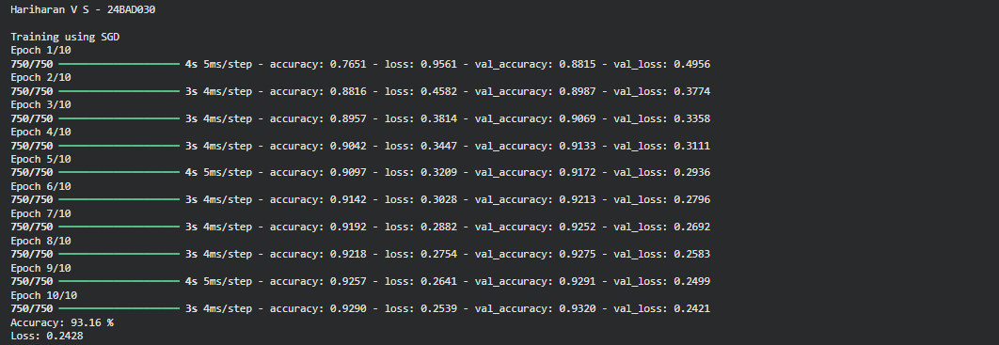 Hariharan V S - 24BAD030
Training using SGD
Epoch 1/10
750/750 ━━━━━━━━━━━━━━━━━━━━ 4s 5ms/step - accuracy: 0.7651 - loss: 0.9561 - val_accuracy: 0.8815 - val_loss: 0.4956
Epoch 2/10
750/750 ━━━━━━━━━━━━━━━━━━━━ 3s 4ms/step - accuracy: 0.8816 - loss: 0.4582 - val_accuracy: 0.8987 - val_loss: 0.3774
Epoch 3/10
750/750 ━━━━━━━━━━━━━━━━━━━━ 3s 4ms/step - accuracy: 0.8957 - loss: 0.3814 - val_accuracy: 0.9069 - val_loss: 0.3358
Epoch 4/10
750/750 ━━━━━━━━━━━━━━━━━━━━ 3s 4ms/step - accuracy: 0.9042 - loss: 0.3447 - val_accuracy: 0.9133 - val_loss: 0.3111
Epoch 5/10
750/750 ━━━━━━━━━━━━━━━━━━━━ 4s 5ms/step - accuracy: 0.9097 - loss: 0.3209 - val_accuracy: 0.9172 - val_loss: 0.2936
Epoch 6/10
750/750 ━━━━━━━━━━━━━━━━━━━━ 3s 4ms/step - accuracy: 0.9142 - loss: 0.3028 - val_accuracy: 0.9213 - val_loss: 0.2796
Epoch 7/10
750/750 ━━━━━━━━━━━━━━━━━━━━ 3s 4ms/step - accuracy: 0.9192 - loss: 0.2882 - val_accuracy: 0.9252 - val_loss: 0.2692
Epoch 8/10
750/750 ━━━━━━━━━━━━━━━━━━━━ 3s 4ms/step - accuracy: 0.9218 - loss: 0.2754 - val_accuracy: 0.9275 - val_loss: 0.2583
Epoch 9/10
750/750 ━━━━━━━━━━━━━━━━━━━━ 4s 5ms/step - accuracy: 0.9257 - loss: 0.2641 - val_accuracy: 0.9291 - val_loss: 0.2499
Epoch 10/10
750/750 ━━━━━━━━━━━━━━━━━━━━ 3s 4ms/step - accuracy: 0.9290 - loss: 0.2539 - val_accuracy: 0.9320 - val_loss: 0.2421
Accuracy: 93.16 %
Loss: 0.2428